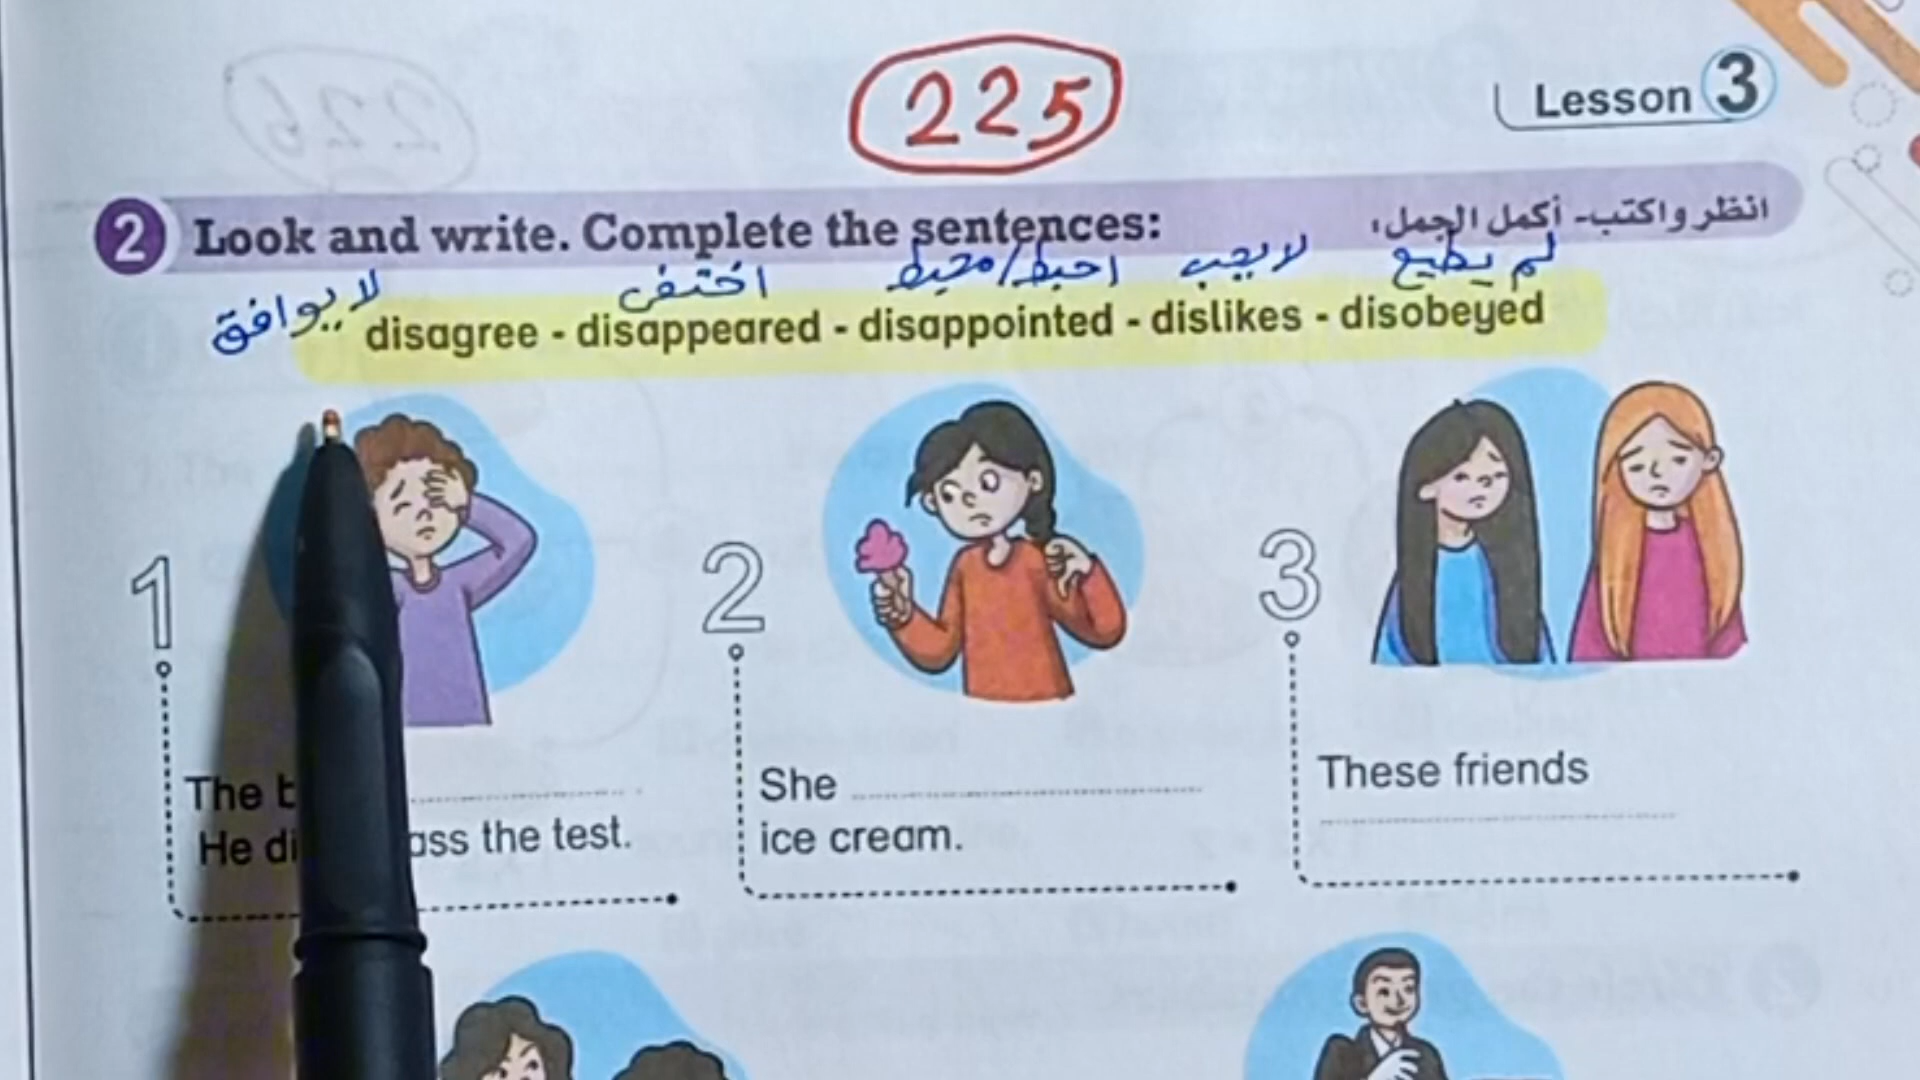 225
Lesson 3
2 Look and write. Complete the sentences: انظر واكتب- أكمل الجمل:
لا يوافق اختفى احبط/محبط لا يحب لم يطيع
disagree - disappeared - disappointed - dislikes - disobeyed
1
2
3
The b
He di ass the test.
She
ice cream.
These friends